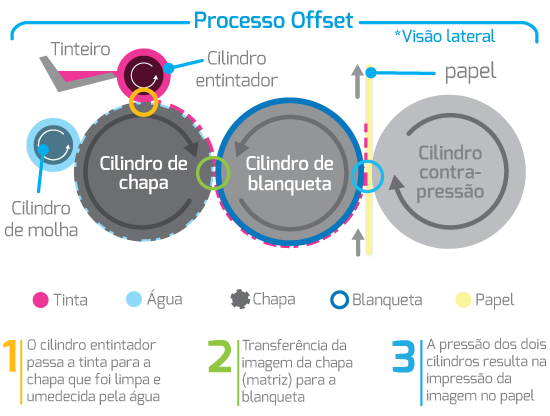 Processo Offset
*Visão lateral
Tinteiro
Cilindro
entintador
papel
Cilindro de
chapa
Cilindro de
blanqueta
Cilindro
contra-
pressão
Cilindro
de molha
Tinta
Água
Chapa
Blanqueta
Papel
1
O cilindro entintador
passa a tinta para a
chapa que foi limpa e
umedecida pela água
2
Transferência da
imagem da chapa
(matriz) para a
blanqueta
3
A pressão dos dois
cilindros resulta na
impressão da
imagem no papel